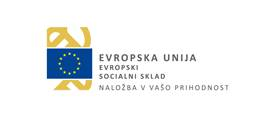 EVROPSKA UNIJA
EVROPSKI
SOCIALNI SKLAD
NALOŽBA V VAŠO PRIHODNOST